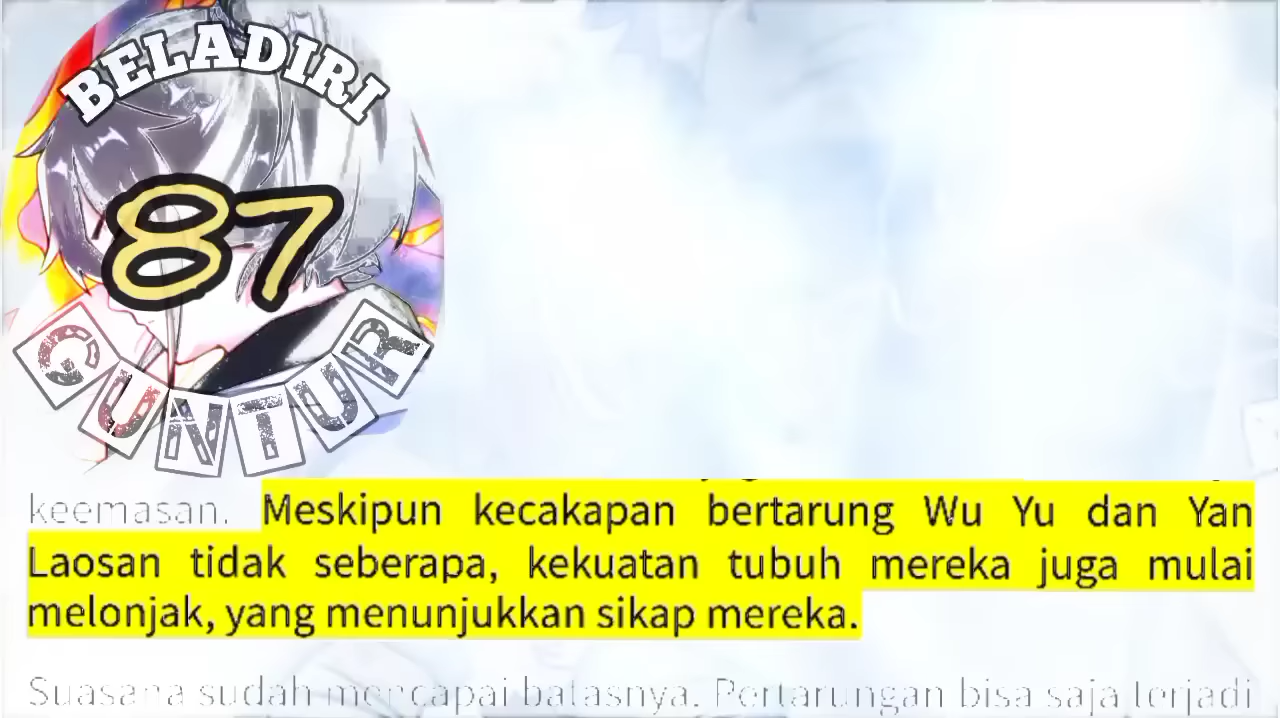 BELADIRI
87
GUNTUR
keemasan. Meskipun kecakapan bertarung Wu Yu dan Yan
Laosan tidak seberapa, kekuatan tubuh mereka juga mulai
melonjak, yang menunjukkan sikap mereka.
Suasana sudah mencapai batasnya. Pertarungan bisa saja terjadi